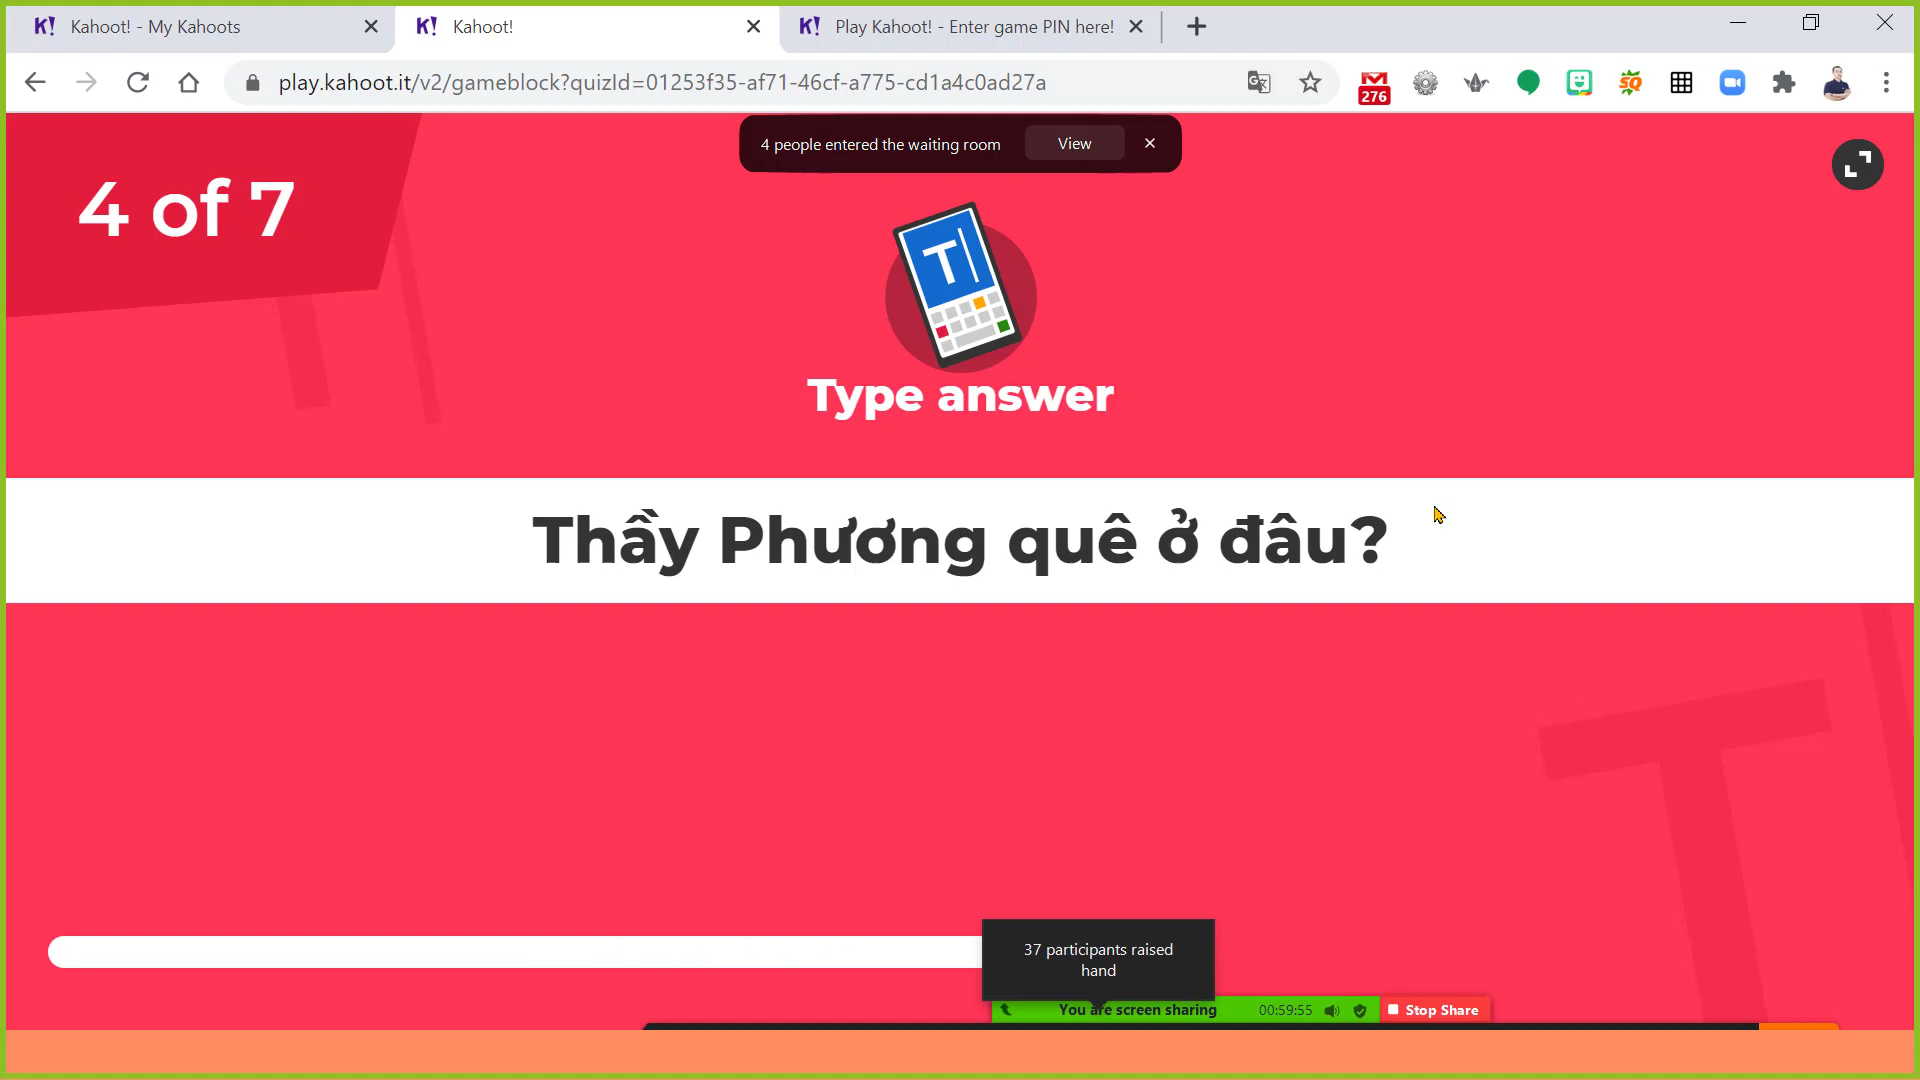 Kahoot! - My Kahoots
Kahoot!
Play Kahoot! - Enter game PIN here!
play.kahoot.it/v2/gameblock?quizId=01253f35-af71-46cf-a775-cd1a4c0ad27a
276
4 people entered the waiting room
View
4 of 7
Type answer
Thầy Phương quê ở đâu?
37 participants raised
hand
You are screen sharing
00:59:55
Stop Share